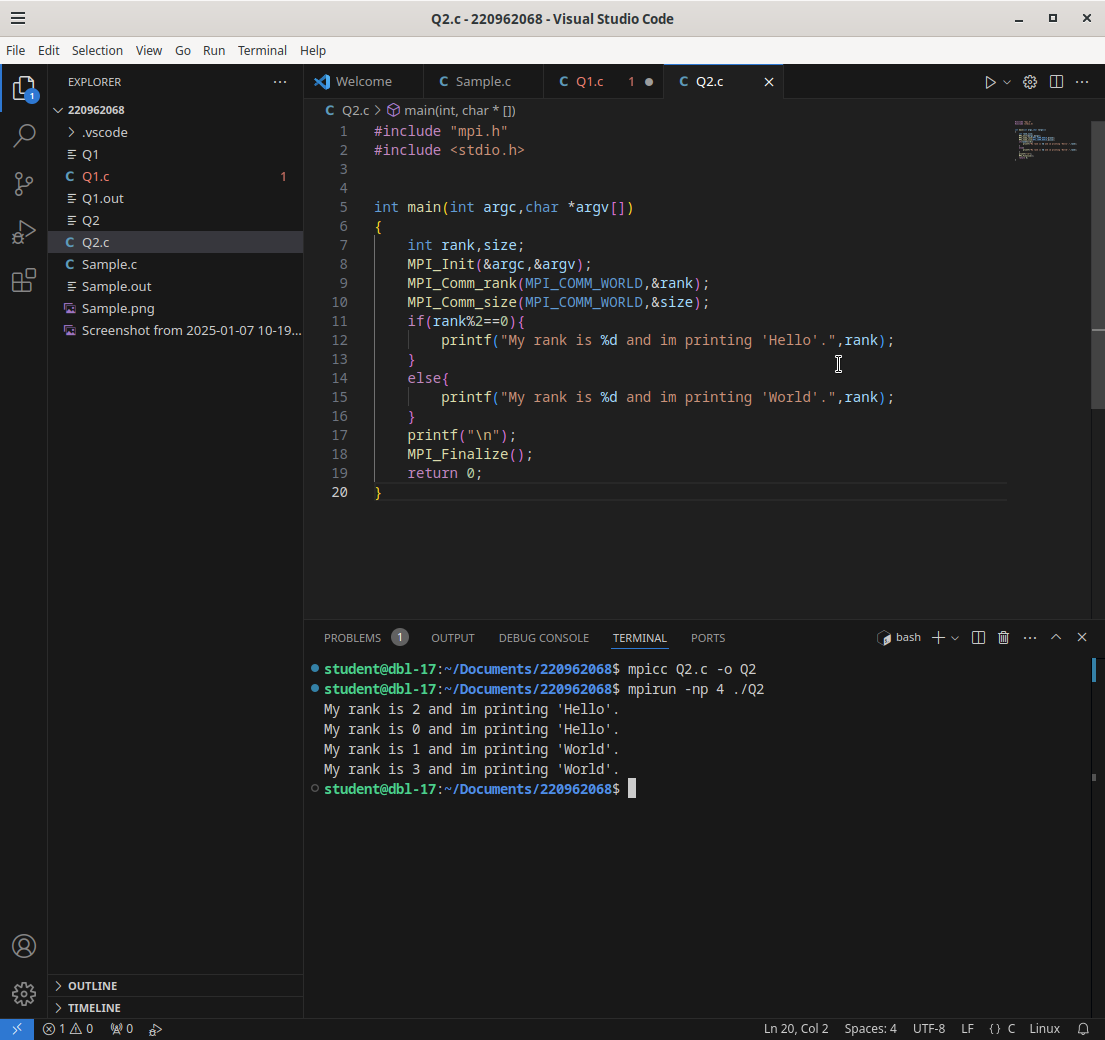 Q2.c - 220962068 - Visual Studio Code
File Edit Selection View Go Run Terminal Help
EXPLORER
220962068
.vscode
Q1
Q1.c 1
Q1.out
Q2
Q2.c
Sample.c
Sample.out
Sample.png
Screenshot from 2025-01-07 10-19...
OUTLINE
TIMELINE
1
Welcome Sample.c Q1.c 1 Q2.c
Q2.c > main(int, char * [])
1 #include "mpi.h"
2 #include <stdio.h>
3
4
5 int main(int argc,char *argv[])
6 {
7 int rank,size;
8 MPI_Init(&argc,&argv);
9 MPI_Comm_rank(MPI_COMM_WORLD,&rank);
10 MPI_Comm_size(MPI_COMM_WORLD,&size);
11 if(rank%2==0){
12 printf("My rank is %d and im printing 'Hello'.",rank);
13 }
14 else{
15 printf("My rank is %d and im printing 'World'.",rank);
16 }
17 printf("\n");
18 MPI_Finalize();
19 return 0;
20 }
PROBLEMS 1 OUTPUT DEBUG CONSOLE TERMINAL PORTS bash
student@dbl-17:~/Documents/220962068$ mpicc Q2.c -o Q2
student@dbl-17:~/Documents/220962068$ mpirun -np 4 ./Q2
My rank is 2 and im printing 'Hello'.
My rank is 0 and im printing 'Hello'.
My rank is 1 and im printing 'World'.
My rank is 3 and im printing 'World'.
student@dbl-17:~/Documents/220962068$
1 0 0 Ln 20, Col 2 Spaces: 4 UTF-8 LF {} C Linux